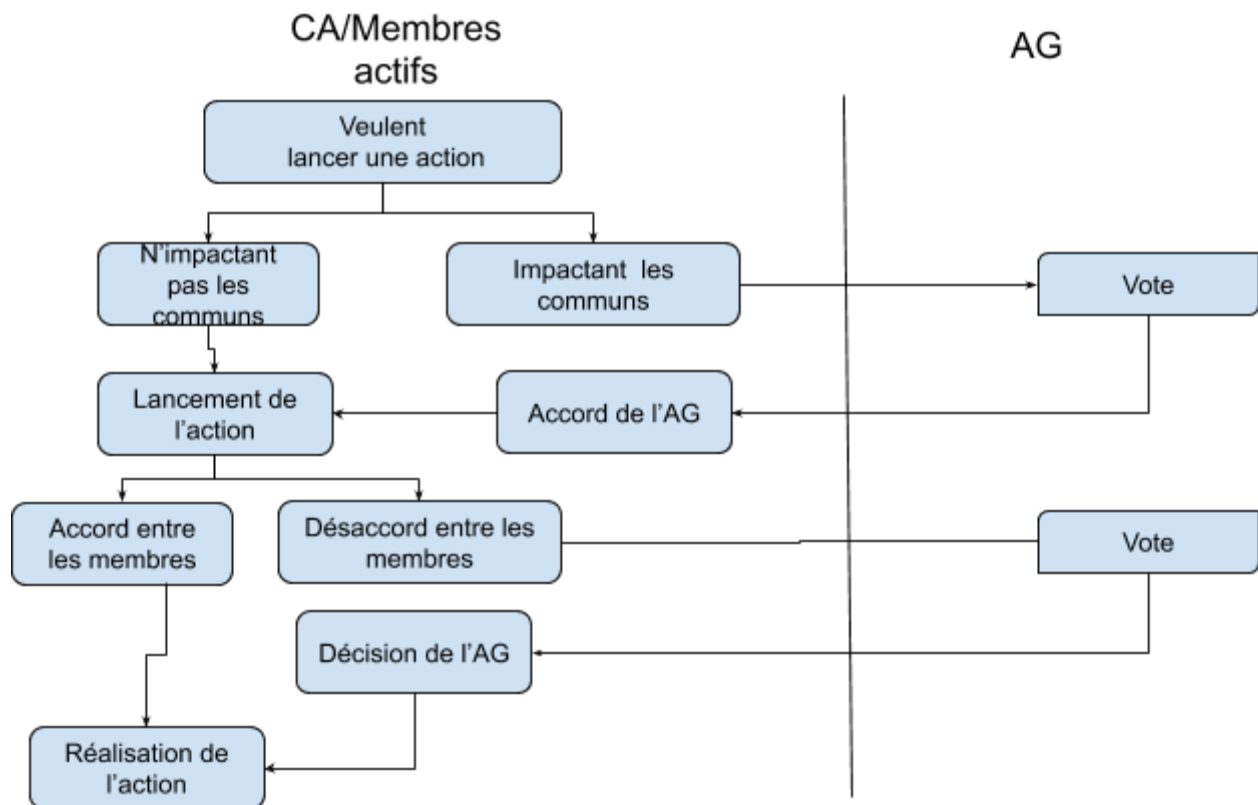 CA/Membres
actifs
AG
Veulent
lancer une action
N'impactant
pas les
communs
Impactant  les
communs
Vote
Lancement de
l'action
Accord de l'AG
Accord entre
les membres
Désaccord entre les
membres
Vote
Décision de l'AG
Réalisation de
l'action